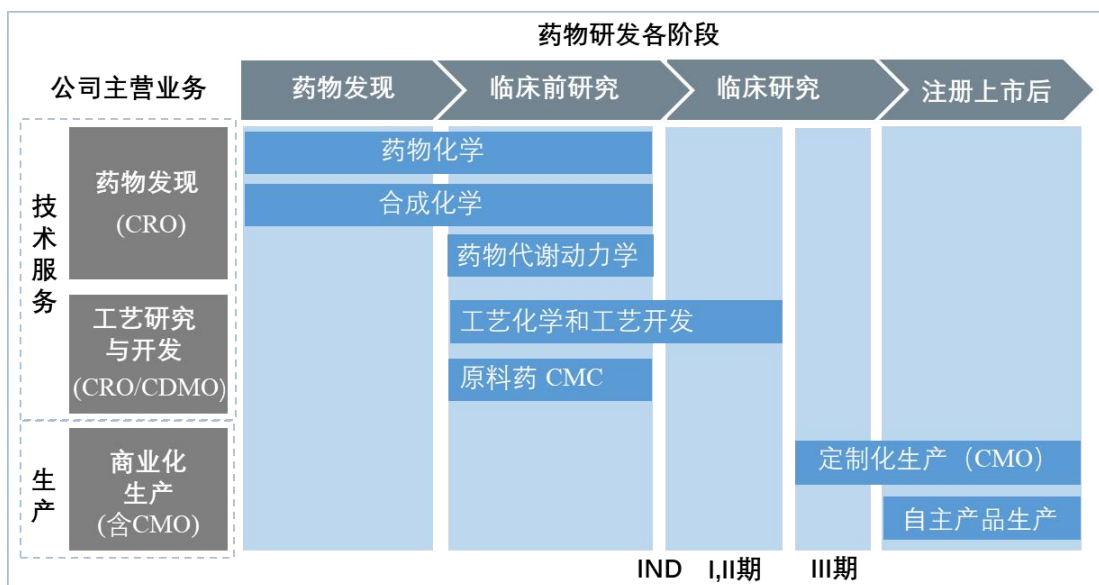 药物研发各阶段
公司主营业务
药物发现
临床前研究
临床研究
注册上市后
技术服务
药物发现
(CRO)
药物化学
合成化学
药物代谢动力学
工艺研究
与开发
(CRO/CDMO)
工艺化学和工艺开发
原料药 CMC
生产
商业化
生产
(含CMO)
定制化生产（CMO）
自主产品生产
IND
I,II期
III期